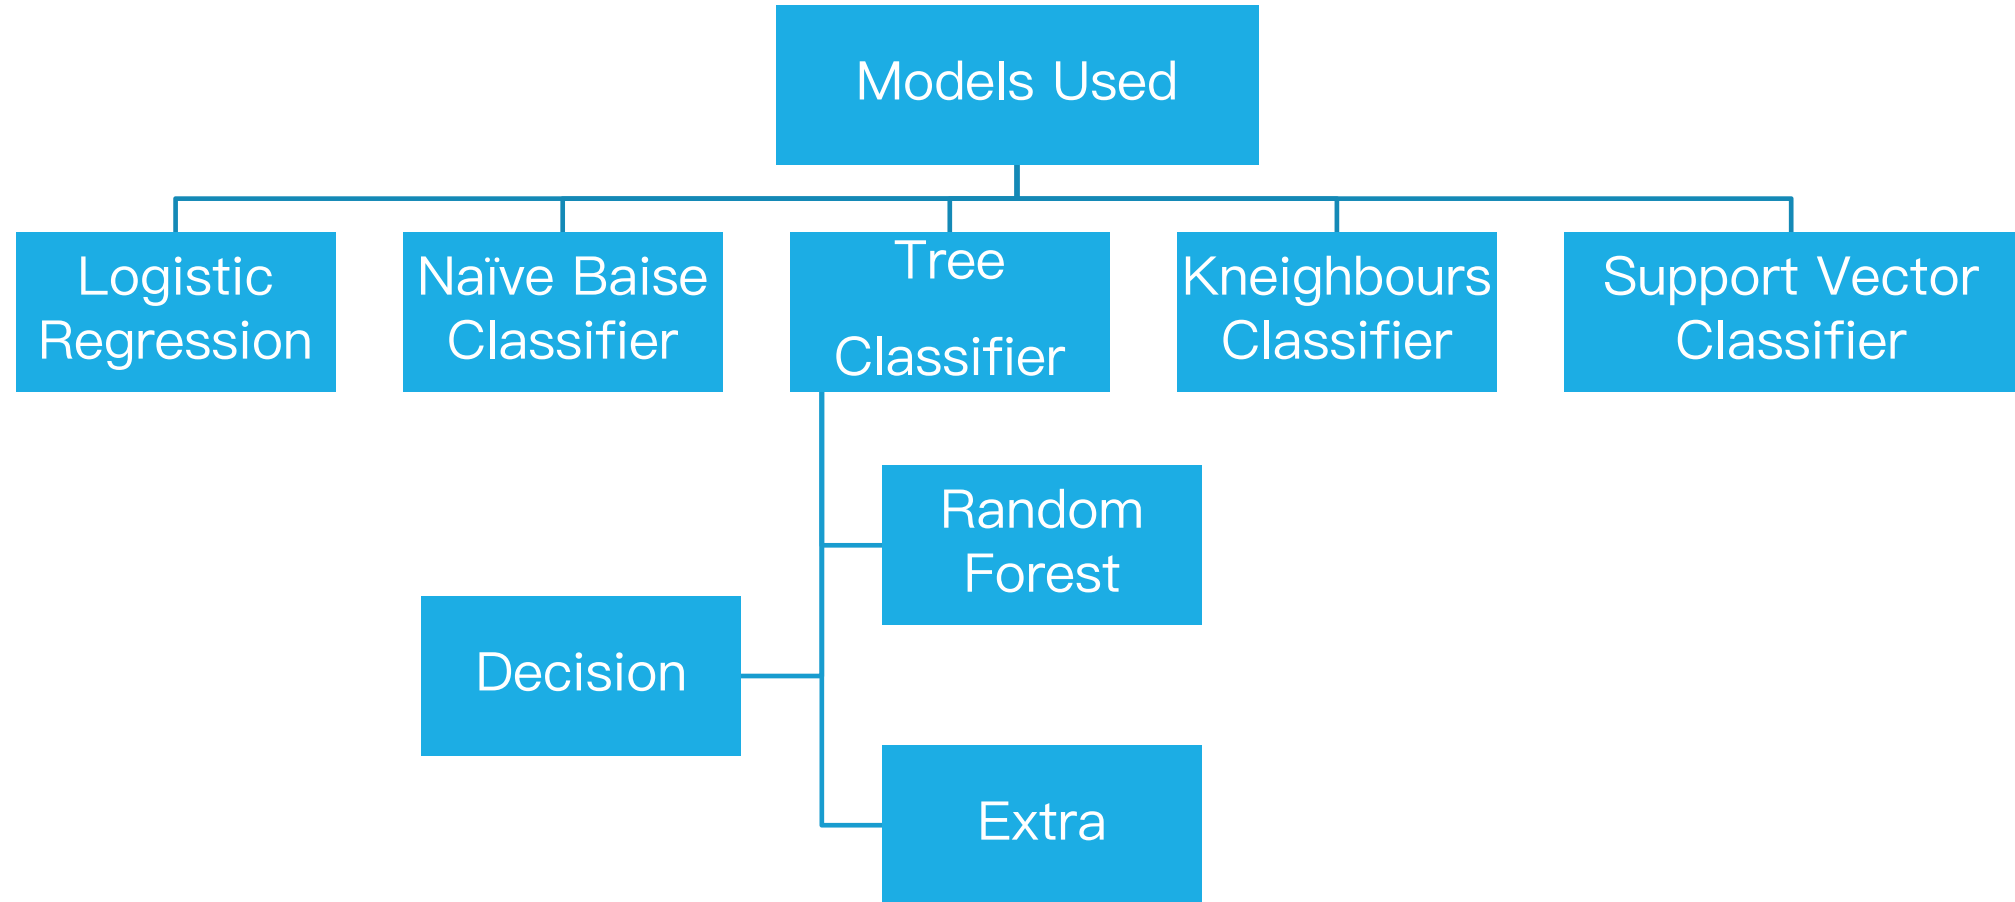 Models Used
Logistic
Regression
Naïve Baise
Classifier
Tree
Classifier
Kneighbours
Classifier
Support Vector
Classifier
Random
Forest
Decision
Extra